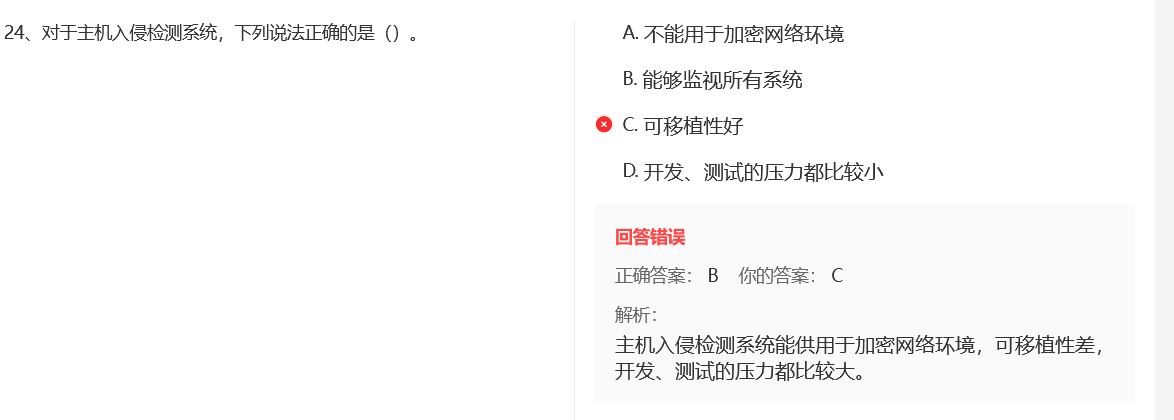 24、对于主机入侵检测系统，下列说法正确的是（）。
A. 不能用于加密网络环境
B. 能够监视所有系统
C. 可移植性好
D. 开发、测试的压力都比较小
回答错误
正确答案： B 你的答案： C
解析：
主机入侵检测系统能供用于加密网络环境，可移植性差，
开发、测试的压力都比较大。